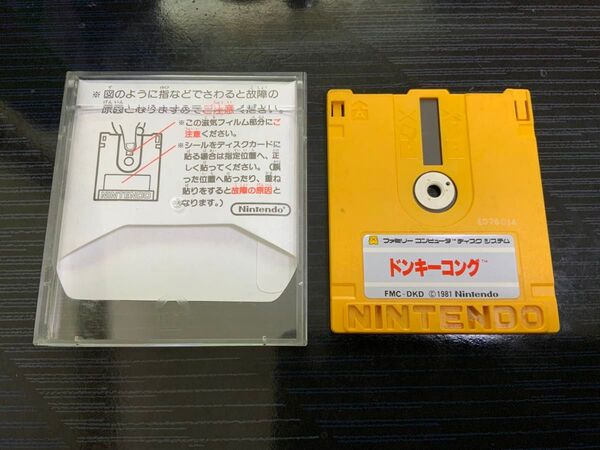 ※図のように指などでさわると故障の
原因となりますのでご注意ください。
※この磁気フィルム部分にご
注意ください。
※シールをディスクカードに
貼る場合は指定位置へ、正
しく貼ってください。(誤
った位置へ貼ったり、重ね
貼りをすると故障の原因と
なります。)
NINTENDO
Nintendo
ファミリー コンピュータ™ ディスク システム
ドンキーコング™
FMC-DKD ©1981 Nintendo
NINTENDO